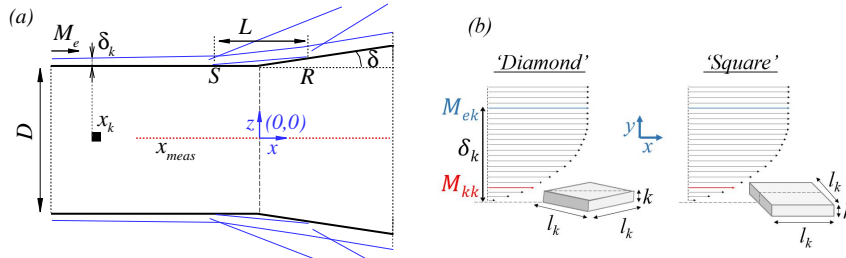 (a)
M_e
δ_k
L
S
R
δ
D
x_k
z
(0,0)
x
x_meas
(b)
'Diamond'
'Square'
M_ek
δ_k
M_kk
y
x
k
l_k
l_k
l_k
l_k